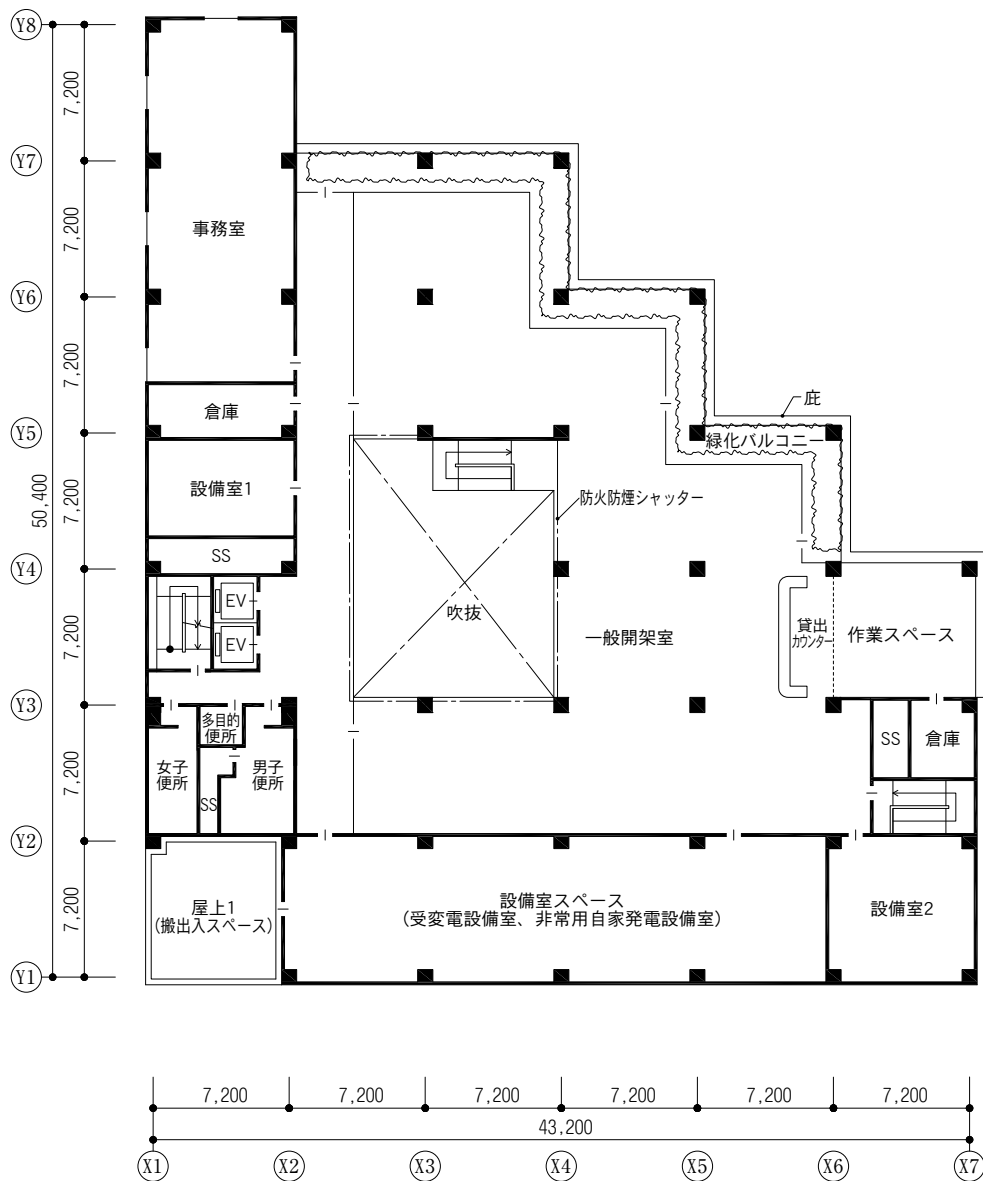 Y8
7,200
Y7
7,200
事務室
Y6
7,200
倉庫
庇
Y5
緑化バルコニー
50,400
7,200
設備室1
防火防煙シャッター
SS
Y4
EV
吹抜
一般開架室
貸出
カウンター
作業スペース
7,200
EV
Y3
多目的
便所
SS
倉庫
女子
便所
男子
便所
7,200
SS
Y2
屋上1
(搬出入スペース)
設備室スペース
(受変電設備室、非常用自家発電設備室)
設備室2
7,200
Y1
7,200 7,200 7,200 7,200 7,200 7,200
43,200
X1 X2 X3 X4 X5 X6 X7